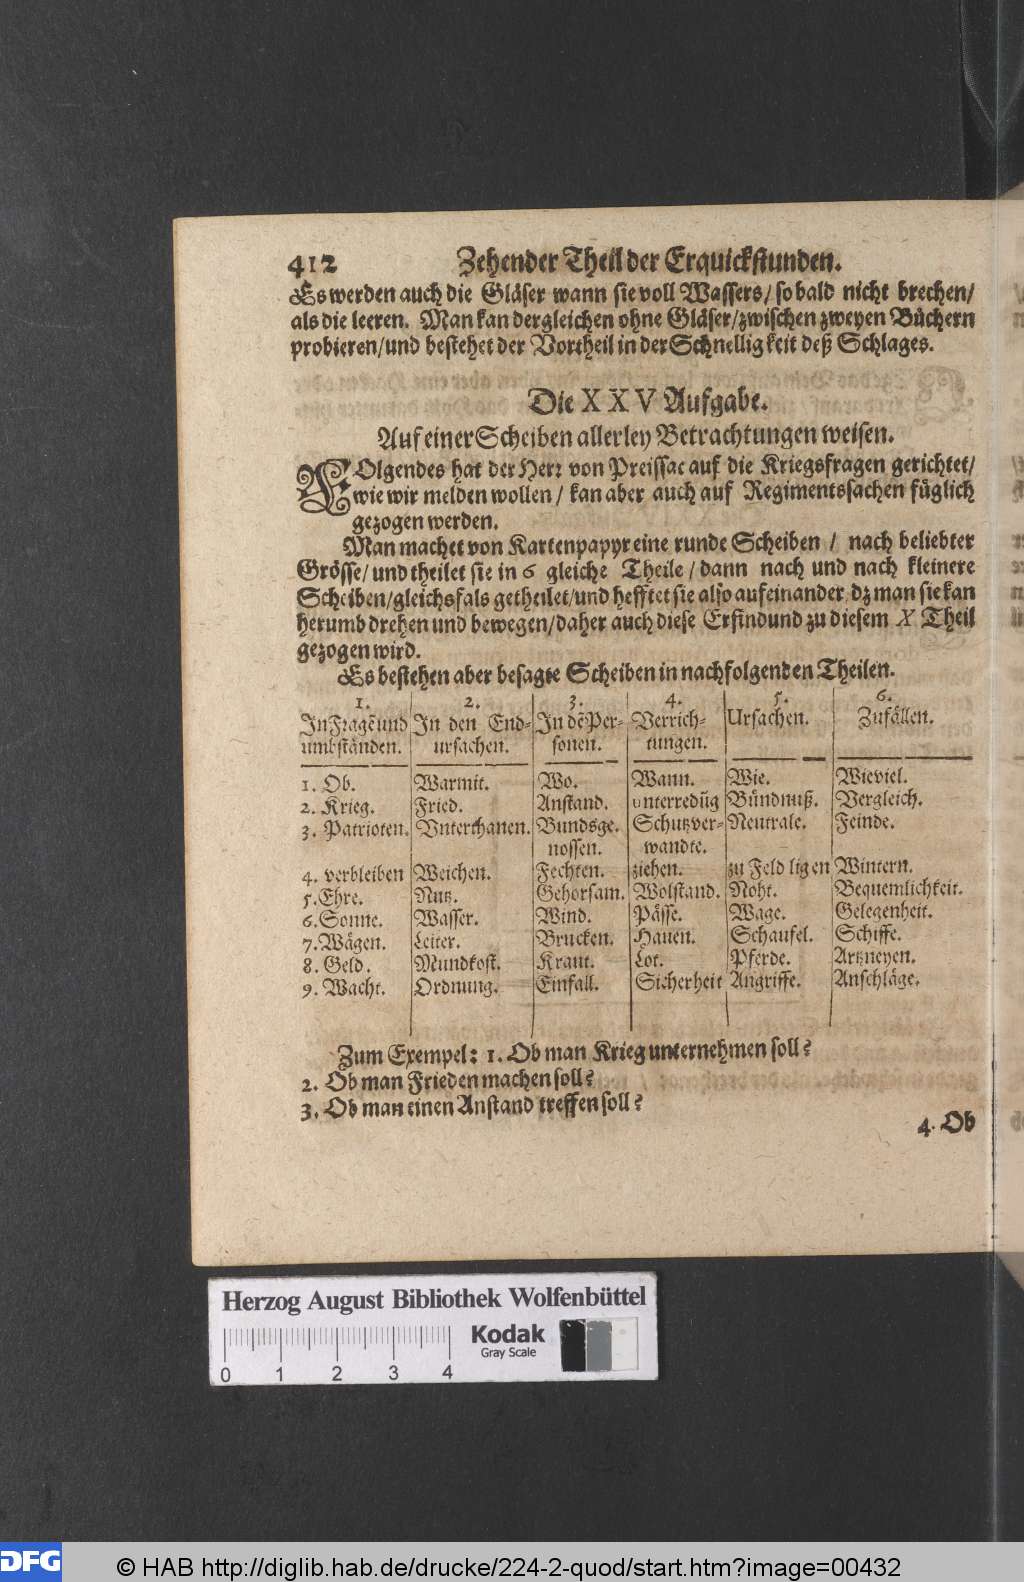 412 Zehender Theil der Erquickstunden.
Es werden auch die Gläser wann sie voll Wassers/ so bald nicht brechen/
als die leeren. Man kan dergleichen ohne Gläser/zwischen zweyen Büchern
probieren/und bestehet der Vortheil in der Schnelligkeit deß Schlages.
Die XXV Aufgabe.
Auf einer Scheiben allerley Betrachtungen weisen.
FOlgendes hat der Herr von Preissac auf die Kriegsfragen gerichtet/
wie wir melden wollen/ kan aber auch auf Regimentssachen füglich
gezogen werden.
Man machet von Kartenpapyr eine runde Scheiben / nach beliebter
Grösse/ und theilet sie in 6 gleiche Theile/ dann nach und nach kleinere
Scheiben/gleichsfals getheilet/und hefftet sie also aufeinander dz man sie kan
herumb drehen und bewegen/daher auch diese Erfindund zu diesem X Theil
gezogen wird.
Es bestehen aber besagte Scheiben in nachfolgenden Theilen.
1. 2. 3. 4. 5. 6.
In Fragē und In den End- In dē Per- Verrich- Ursachen. Zufällen.
umbständen. ursachen. sonen. tungen.
1. Ob. Warmit. Wo. Wann. Wie. Wieviel.
2. Krieg. Fried. Anstand. unterredūg Bündnuß. Vergleich.
3. Patrioten. Vnterthanen. Bundsge. Schutzver- Neutrale. Feinde.
nossen. wandte.
4. verbleiben Weichen. Fechten. ziehen. zu Feld ligen Wintern.
5. Ehre. Nutz. Gehorsam. Wolstand. Noht. Bequemlichkeit.
6. Sonne. Wasser. Wind. Pässe. Wage. Gelegenheit.
7. Wägen. Leiter. Brucken. Hauen. Schaufel. Schiffe.
8. Geld. Mundkost. Kraut. Lot. Pferde. Artzneyen.
9. Wacht. Ordnung. Einfall. Sicherheit Angriffe. Anschläge.
Zum Exempel: 1. Ob man Krieg unternehmen soll?
2. Ob man Frieden machen soll?
3. Ob man einen Anstand treffen soll?
4. Ob
Herzog August Bibliothek Wolfenbüttel
Kodak
Gray Scale
0 1 2 3 4
DFG © HAB http://diglib.hab.de/drucke/224-2-quod/start.htm?image=00432